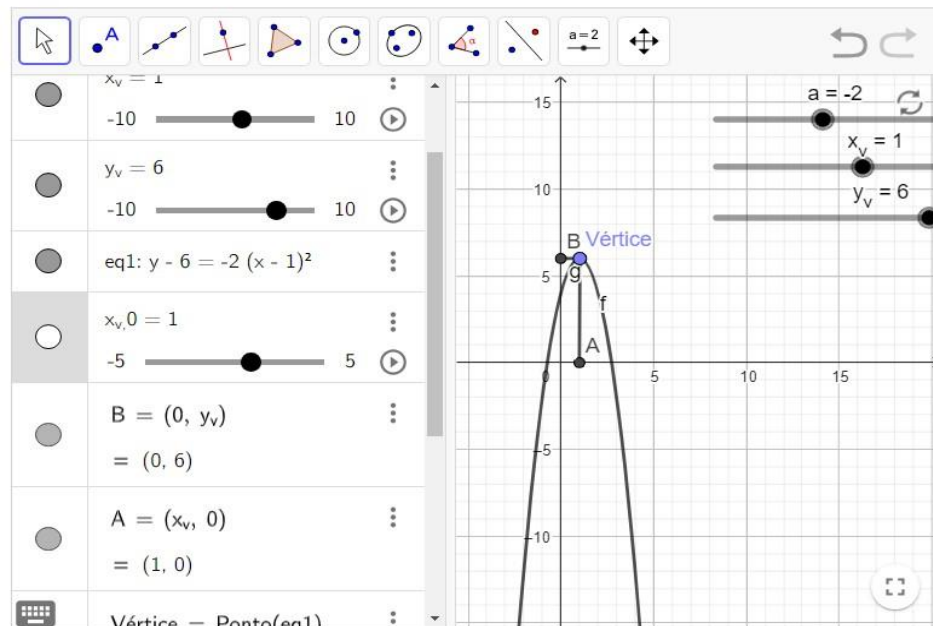 A
α
a=2
xᵥ = 1
-10 10
yᵥ = 6
-10 10
eq1: y - 6 = -2 (x - 1)²
xᵥ,0 = 1
-5 5
B = (0, yᵥ)
= (0, 6)
A = (xᵥ, 0)
= (1, 0)
Vértice = Ponto(eq1)
a = -2
xᵥ = 1
yᵥ = 6
15
10
B Vértice
5
g
f
A
0 5 10 15
-5
-10